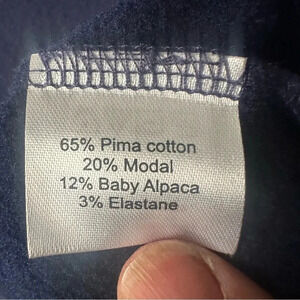 65% Pima cotton
20% Modal
12% Baby Alpaca
3% Elastane